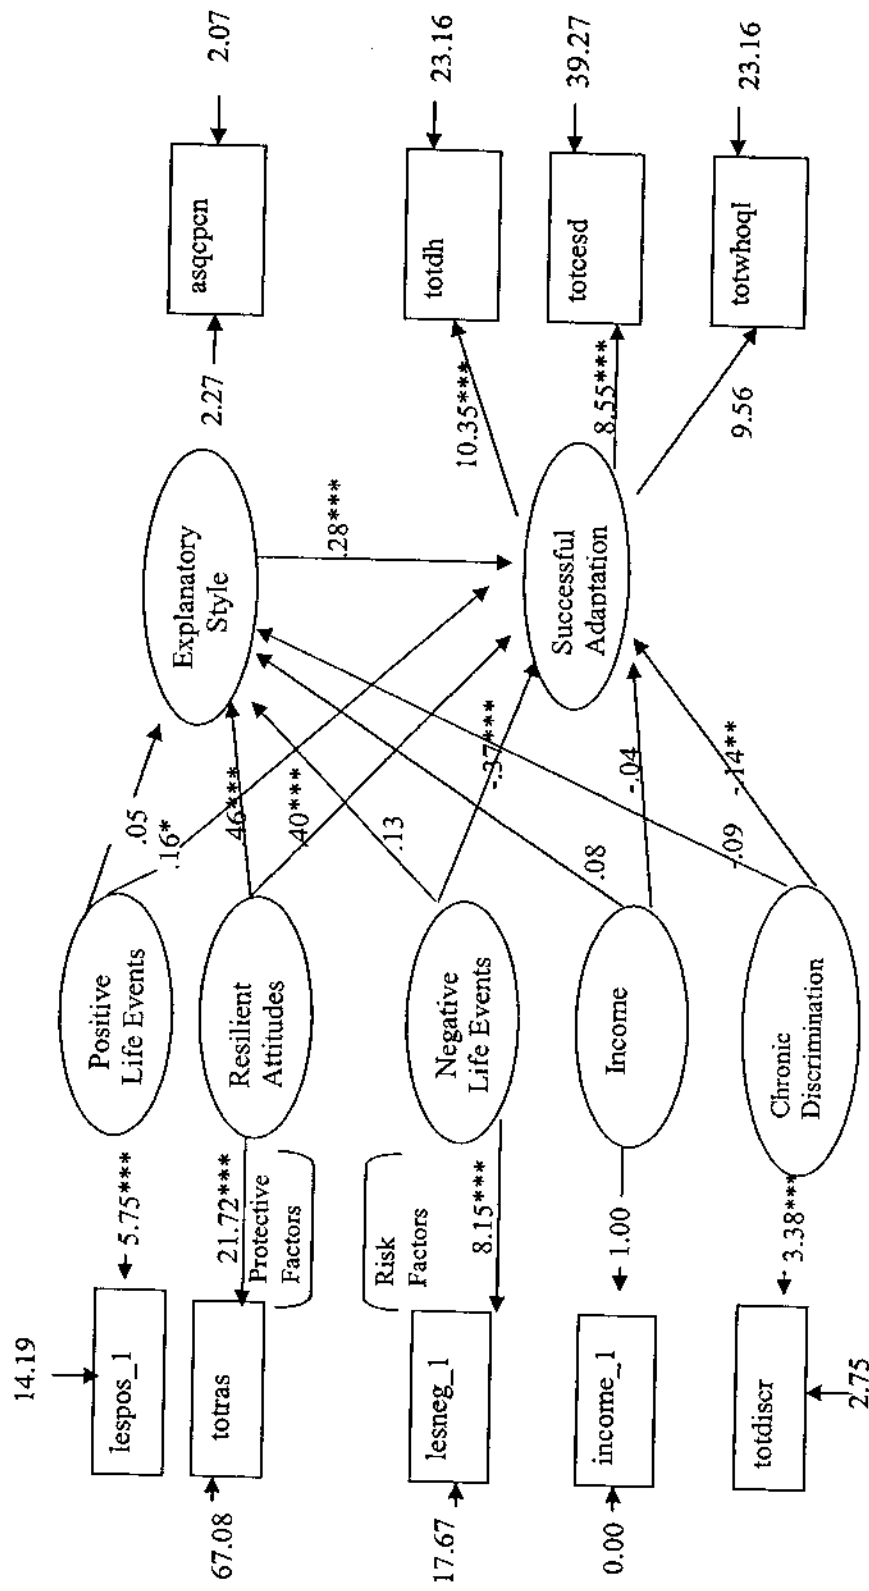 14.19
lespos_1
5.75***
Positive
Life Events
.05
.16*
Explanatory
Style
2.27
asqcpcn
2.07
67.08
totras
21.72***
Protective
Factors
Resilient
Attitudes
.46***
.40***
.28***
17.67
lesneg_1
Risk
Factors
8.15***
Negative
Life Events
.13
-.37***
10.35***
totdh
23.16
Successful
Adaptation
8.55***
totcesd
39.27
0.00
income_1
1.00
Income
.08
-.04
9.56
totwhoql
23.16
2.75
totdiscr
3.38***
Chronic
Discrimination
-.09
-.14**